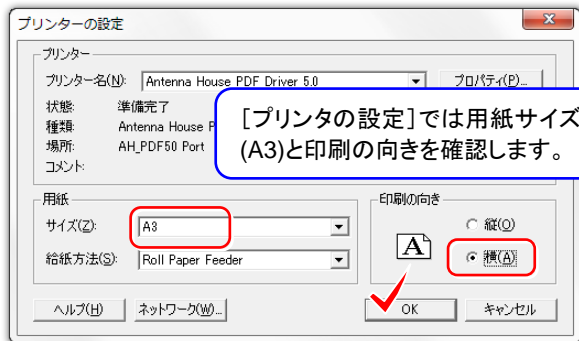 プリンターの設定
プリンター
プリンター名(N): Antenna House PDF Driver 5.0 プロパティ(P)...
状態: 準備完了
種類: Antenna House P
場所: AH_PDF50 Port
コメント:
[プリンタの設定]では用紙サイズ
(A3)と印刷の向きを確認します。
用紙
サイズ(Z): A3
給紙方法(S): Roll Paper Feeder
印刷の向き
A
縦(O)
横(A)
ヘルプ(H) ネットワーク(W)... OK キャンセル